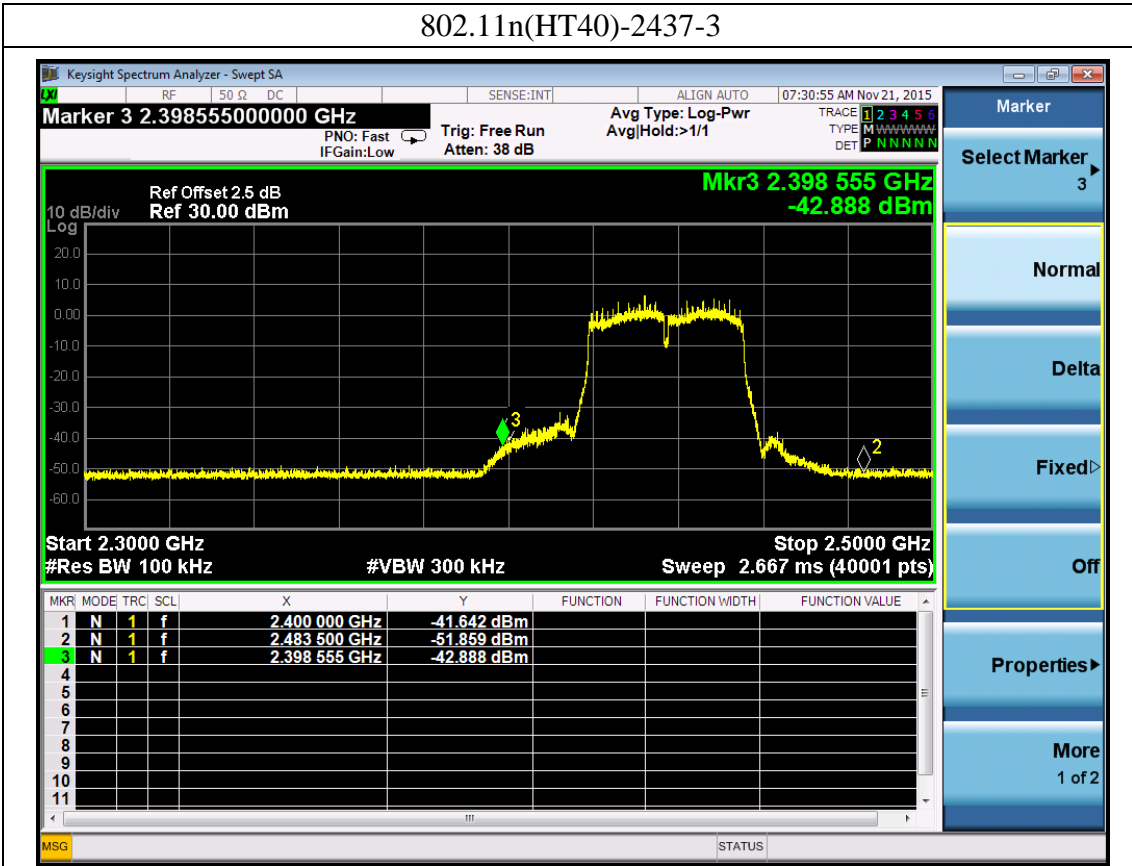 802.11n(HT40)-2437-3
Keysight Spectrum Analyzer - Swept SA
LXI RF 50 Ω DC SENSE:INT ALIGN AUTO 07:30:55 AM Nov 21, 2015
Marker 3 2.398555000000 GHz
PNO: Fast
IFGain:Low
Trig: Free Run
Atten: 38 dB
Avg Type: Log-Pwr
Avg|Hold:>1/1
TRACE 1 2 3 4 5 6
TYPE M WWWWW
DET P N N N N N
Mkr3 2.398 555 GHz
-42.888 dBm
Ref Offset 2.5 dB
10 dB/div Ref 30.00 dBm
Log
20.0
10.0
0.00
-10.0
-20.0
-30.0
-40.0
-50.0
-60.0
3
2
Start 2.3000 GHz Stop 2.5000 GHz
#Res BW 100 kHz #VBW 300 kHz Sweep 2.667 ms (40001 pts)
MKR MODE TRC SCL X Y FUNCTION FUNCTION WIDTH FUNCTION VALUE
1 N 1 f 2.400 000 GHz -41.642 dBm
2 N 1 f 2.483 500 GHz -51.859 dBm
3 N 1 f 2.398 555 GHz -42.888 dBm
4
5
6
7
8
9
10
11
MSG STATUS
Marker
Select Marker
3
Normal
Delta
Fixed
Off
Properties
More
1 of 2